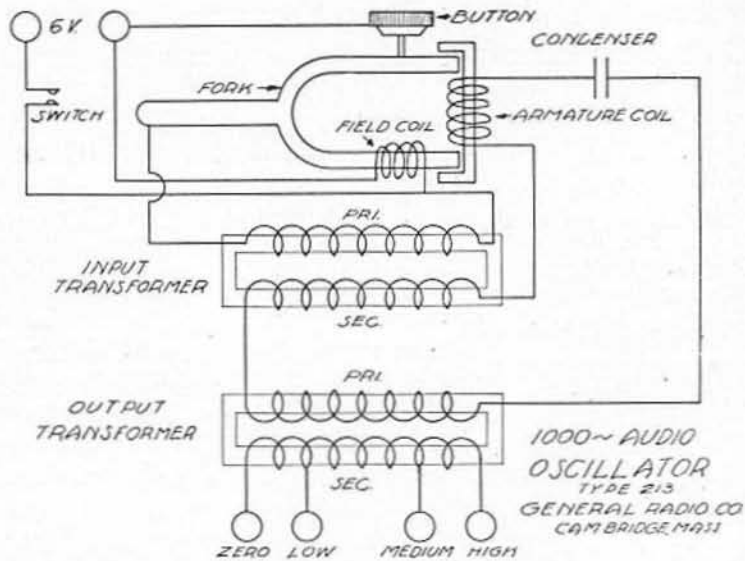 6 V.
BUTTON
CONDENSER
FORK
SWITCH
FIELD COIL
ARMATURE COIL
PRI.
INPUT
TRANSFORMER
SEC.
PRI.
OUTPUT
TRANSFORMER
SEC.
1000~ AUDIO
OSCILLATOR
TYPE 213
GENERAL RADIO CO
CAMBRIDGE, MASS
ZERO LOW MEDIUM HIGH